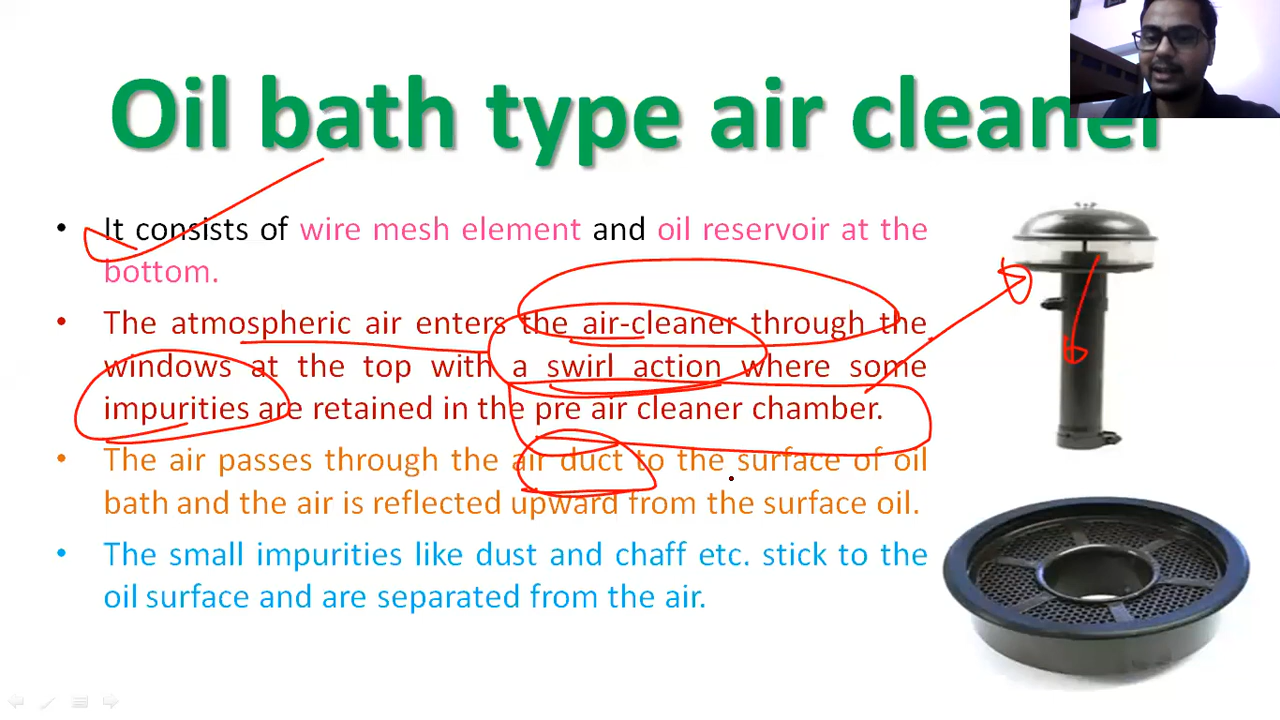 Oil bath type air cleaner
• It consists of wire mesh element and oil reservoir at the
bottom.
• The atmospheric air enters the air-cleaner through the
windows at the top with a swirl action where some
impurities are retained in the pre air cleaner chamber.
• The air passes through the air duct to the surface of oil
bath and the air is reflected upward from the surface oil.
• The small impurities like dust and chaff etc. stick to the
oil surface and are separated from the air.